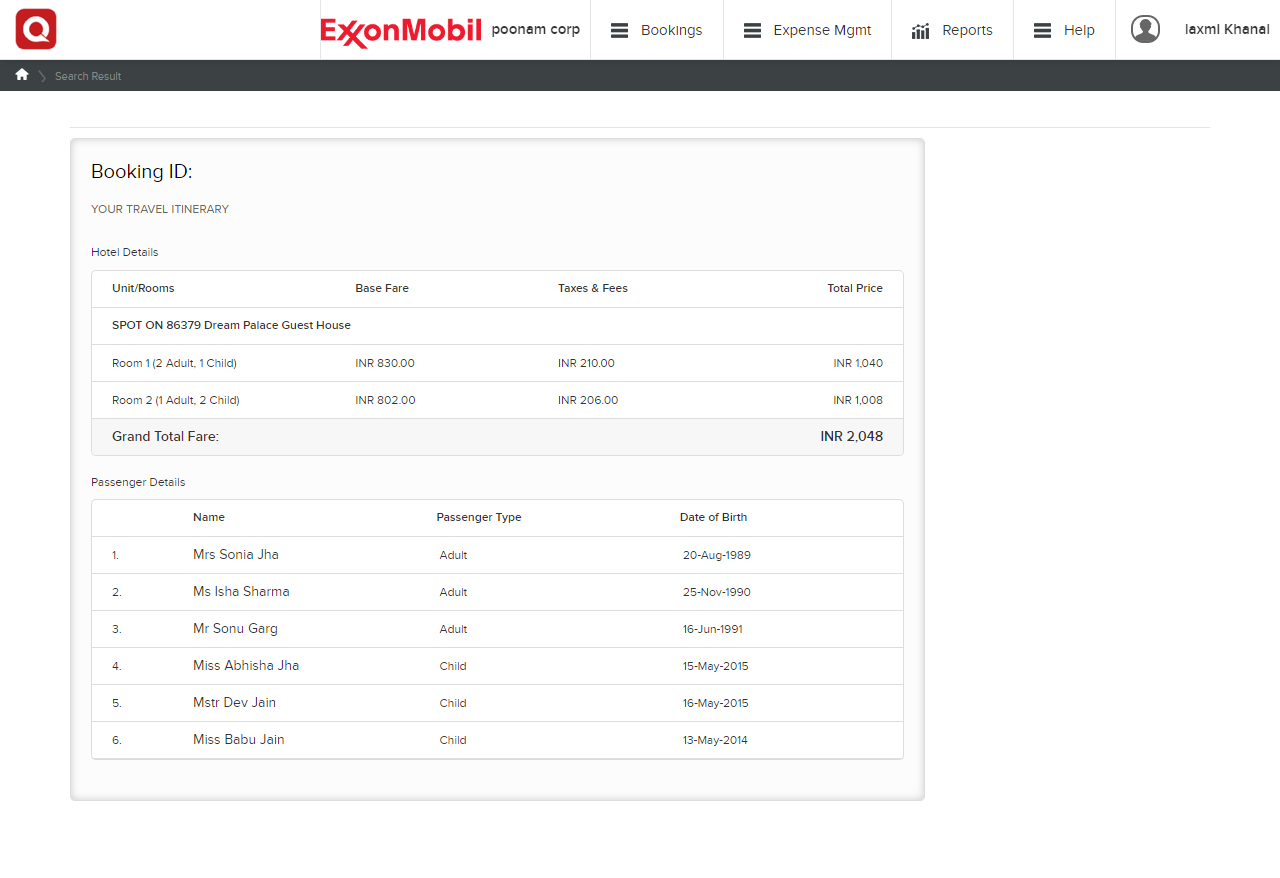 Q ExxonMobil poonam corp Bookings Expense Mgmt Reports Help laxmi Khanal
Search Result
Booking ID:
YOUR TRAVEL ITINERARY
Hotel Details
Unit/Rooms Base Fare Taxes & Fees Total Price
SPOT ON 86379 Dream Palace Guest House
Room 1 (2 Adult, 1 Child) INR 830.00 INR 210.00 INR 1,040
Room 2 (1 Adult, 2 Child) INR 802.00 INR 206.00 INR 1,008
Grand Total Fare: INR 2,048
Passenger Details
Name Passenger Type Date of Birth
1. Mrs Sonia Jha Adult 20-Aug-1989
2. Ms Isha Sharma Adult 25-Nov-1990
3. Mr Sonu Garg Adult 16-Jun-1991
4. Miss Abhisha Jha Child 15-May-2015
5. Mstr Dev Jain Child 16-May-2015
6. Miss Babu Jain Child 13-May-2014